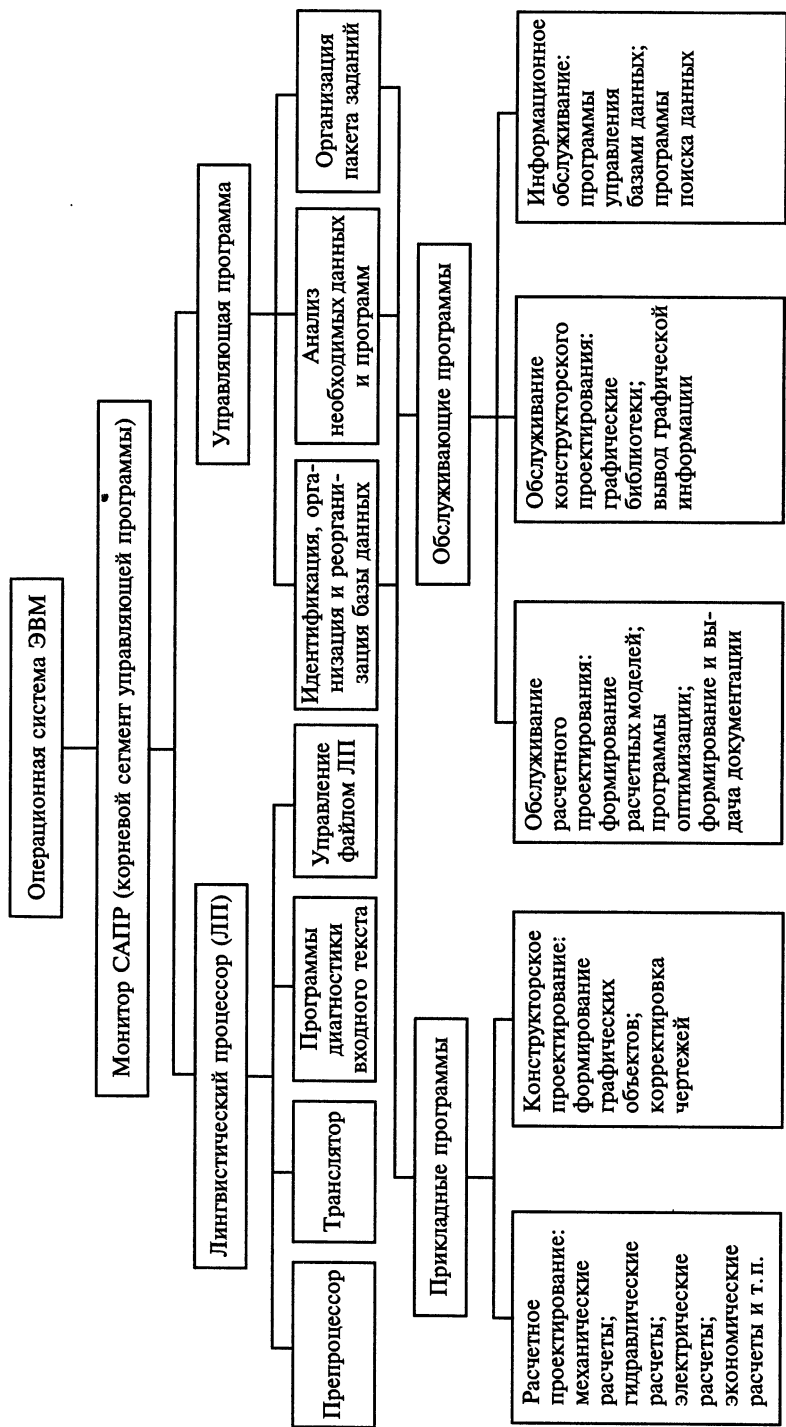 Операционная система ЭВМ
Монитор САПР (корневой сегмент управляющей программы)
Лингвистический процессор (ЛП)
Управляющая программа
Препроцессор
Транслятор
Программы
диагностики
входного текста
Управление
файлом ЛП
Идентификация, орга-
низация и реоргани-
зация базы данных
Анализ
необходимых данных
и программ
Организация
пакета заданий
Прикладные программы
Обслуживающие программы
Расчетное
проектирование:
механические
расчеты;
гидравлические
расчеты;
электрические
расчеты;
экономические
расчеты и т. п.
Конструкторское
проектирование:
формирование
графических
объектов;
корректировка
чертежей
Обслуживание
расчетного
проектирования:
формирование
расчетных моделей;
программы
оптимизации;
формирование и вы-
дача документации
Обслуживание
конструкторского
проектирования:
графические
библиотеки;
вывод графической
информации
Информационное
обслуживание:
программы
управления
базами данных;
программы
поиска данных